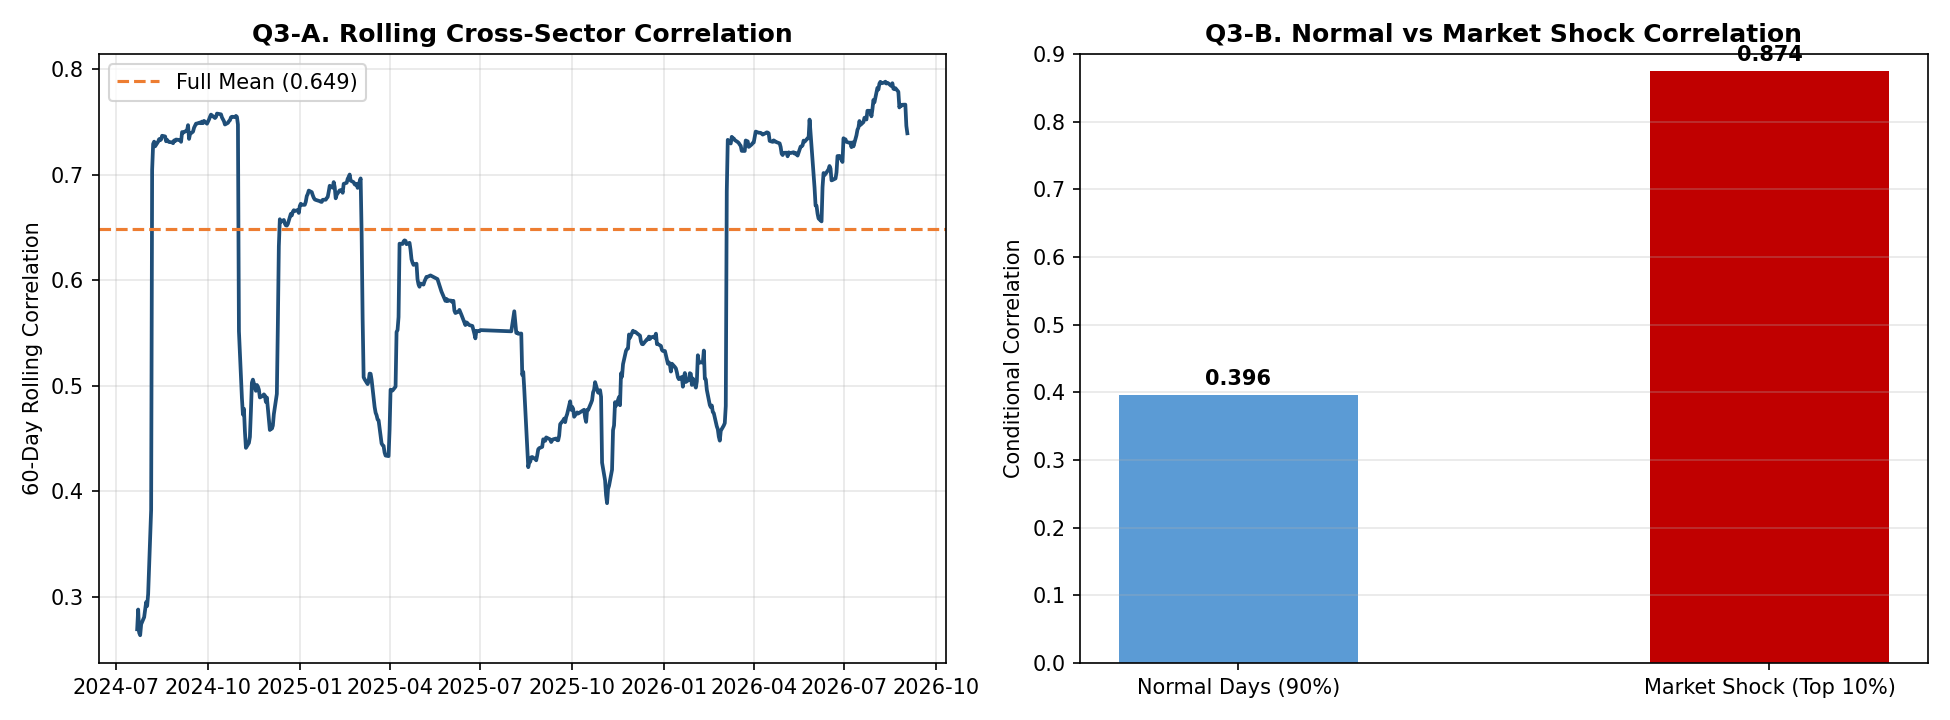 Q3-A. Rolling Cross-Sector Correlation
60-Day Rolling Correlation
0.8
0.7
0.6
0.5
0.4
0.3
Full Mean (0.649)
2024-07 2024-10 2025-01 2025-04 2025-07 2025-10 2026-01 2026-04 2026-07 2026-10
Q3-B. Normal vs Market Shock Correlation
Conditional Correlation
0.9
0.8
0.7
0.6
0.5
0.4
0.3
0.2
0.1
0.0
0.396
0.874
Normal Days (90%)
Market Shock (Top 10%)